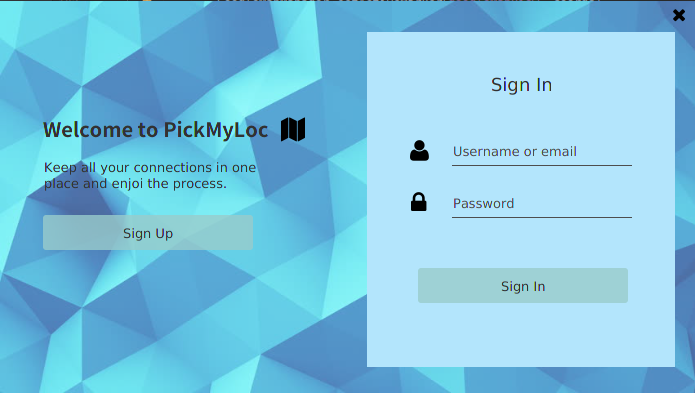 Welcome to PickMyLoc
Keep all your connections in one
place and enjoi the process.
Sign Up
Sign In
Username or email
Password
Sign In